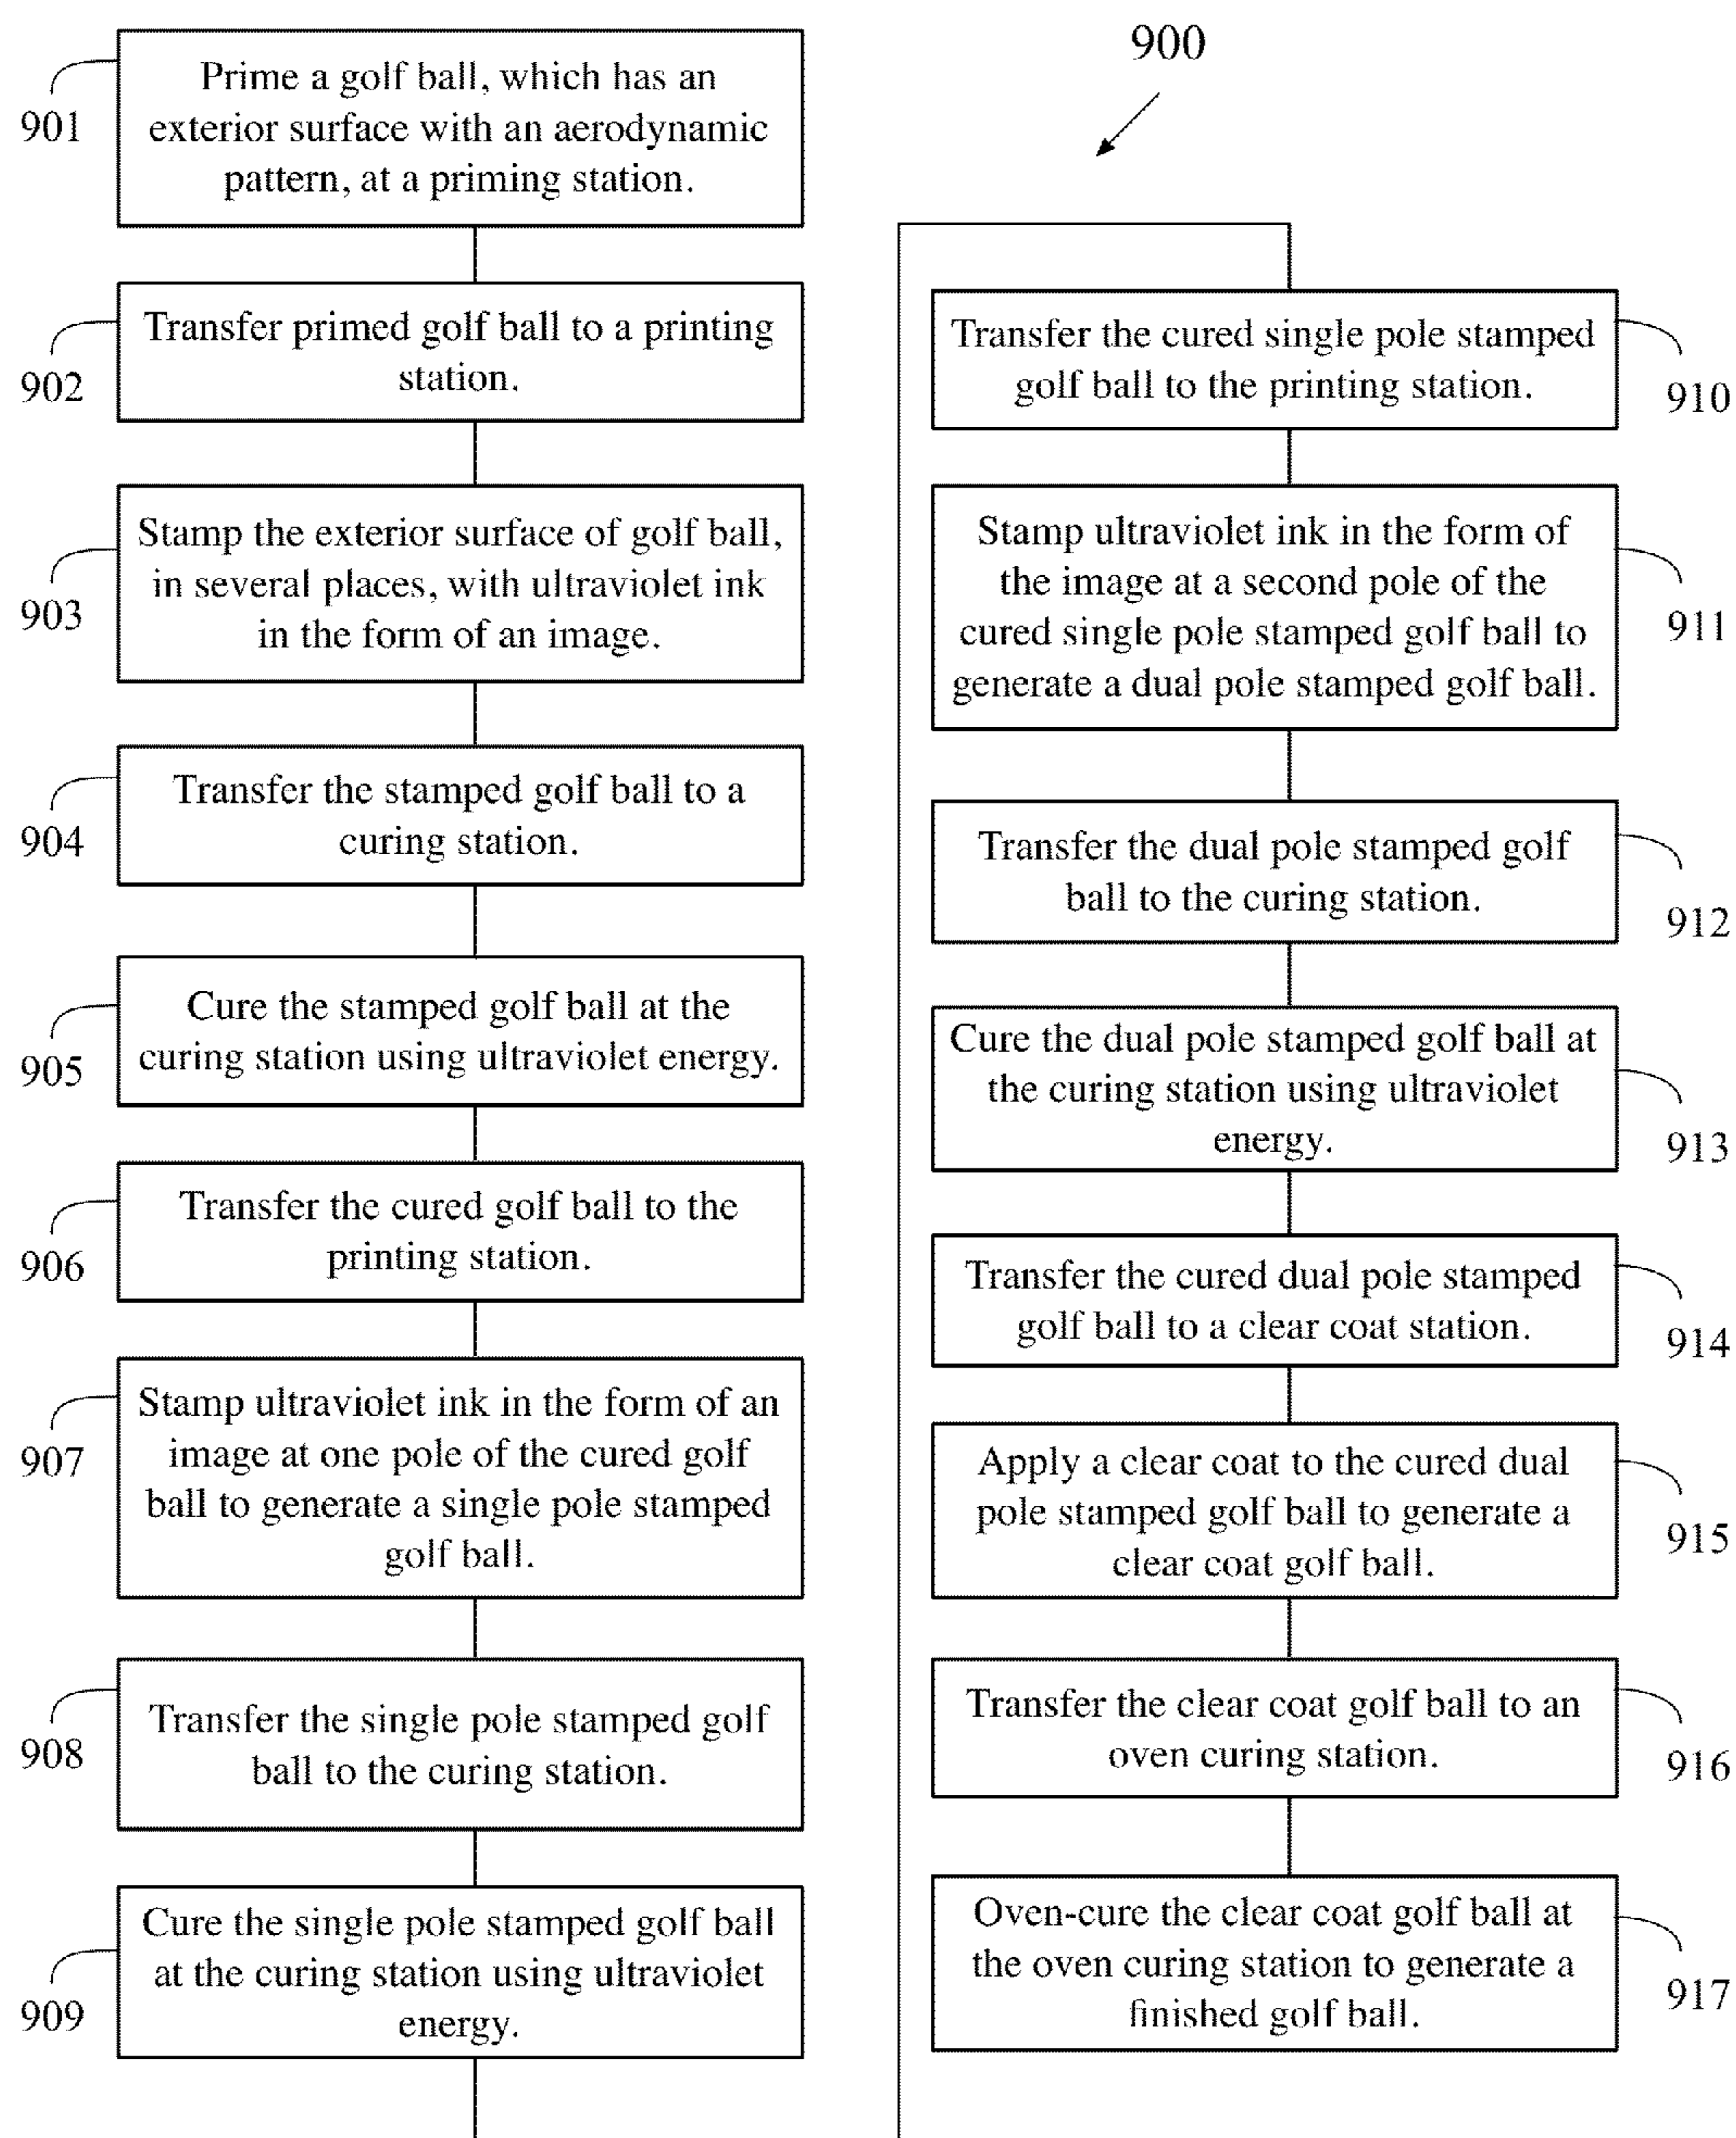 900
901
Prime a golf ball, which has an
exterior surface with an aerodynamic
pattern, at a priming station.
902
Transfer primed golf ball to a printing
station.
903
Stamp the exterior surface of golf ball,
in several places, with ultraviolet ink
in the form of an image.
904
Transfer the stamped golf ball to a
curing station.
905
Cure the stamped golf ball at the
curing station using ultraviolet energy.
906
Transfer the cured golf ball to the
printing station.
907
Stamp ultraviolet ink in the form of an
image at one pole of the cured golf
ball to generate a single pole stamped
golf ball.
908
Transfer the single pole stamped golf
ball to the curing station.
909
Cure the single pole stamped golf ball
at the curing station using ultraviolet
energy.
Transfer the cured single pole stamped
golf ball to the printing station.
910
Stamp ultraviolet ink in the form of
the image at a second pole of the
cured single pole stamped golf ball to
generate a dual pole stamped golf ball.
911
Transfer the dual pole stamped golf
ball to the curing station.
912
Cure the dual pole stamped golf ball at
the curing station using ultraviolet
energy.
913
Transfer the cured dual pole stamped
golf ball to a clear coat station.
914
Apply a clear coat to the cured dual
pole stamped golf ball to generate a
clear coat golf ball.
915
Transfer the clear coat golf ball to an
oven curing station.
916
Oven-cure the clear coat golf ball at
the oven curing station to generate a
finished golf ball.
917